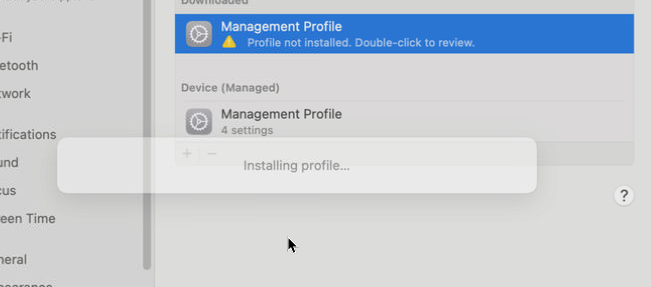 Downloaded
Management Profile
Profile not installed. Double-click to review.
-Fi
etooth
twork
Device (Managed)
Management Profile
4 settings
tifications
und
+ −
Installing profile...
cus
?
een Time
neral